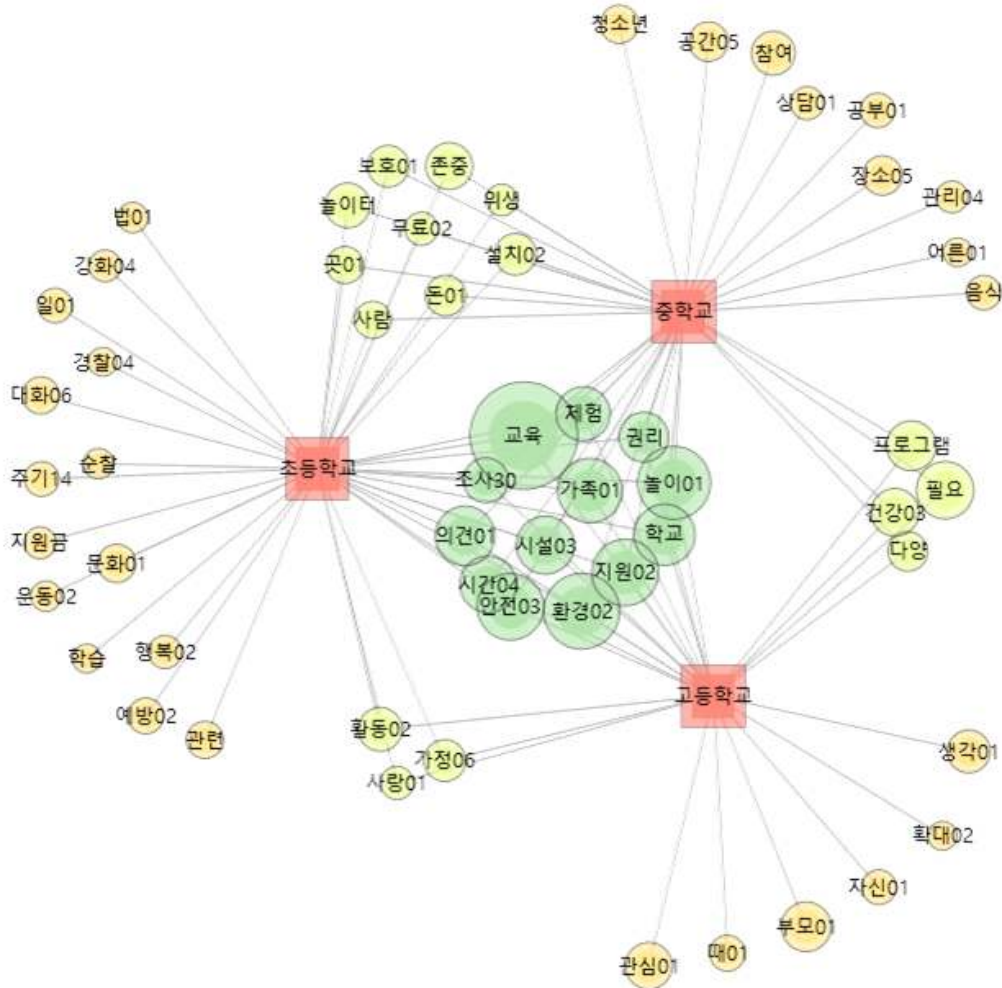 청소년
공간05
참여
상담01
공부01
보호01
존중
장소05
놀이터
위생
관리04
법01
무료02
설치02
어른01
강화04
곳01
돈01
음식
일01
사람
중학교
경찰04
대화06
체험
교육
권리
프로그램
초등학교
순찰
주기14
조사30
가족01
놀이01
필요
건강03
지원금
문화01
의견01
시설03
학교
다양
운동02
시간04
지원02
안전03
환경02
학습
행복02
고등학교
예방02
관련
활동02
가정06
생각01
사랑01
확대02
자신01
부모01
관심01
때01